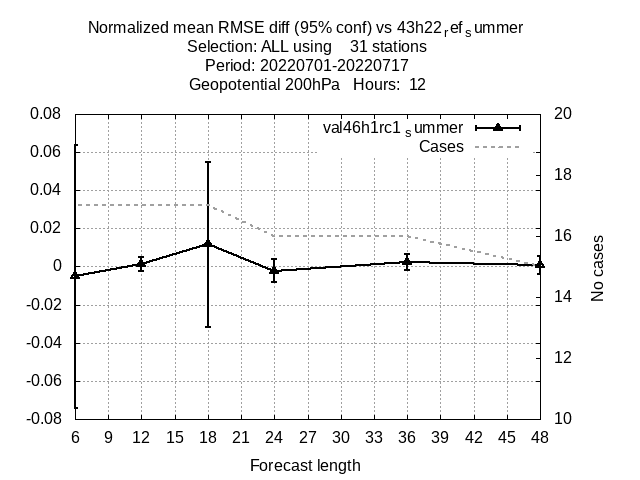 Normalized mean RMSE diff (95% conf) vs 43h22refsummer
Selection: ALL using 31 stations
Period: 20220701-20220717
Geopotential 200hPa Hours: 12
val46h1rc1summer
Cases
0.08
0.06
0.04
0.02
0
-0.02
-0.04
-0.06
-0.08
20
18
16
14
12
10
No cases
6 9 12 15 18 21 24 27 30 33 36 39 42 45 48
Forecast length